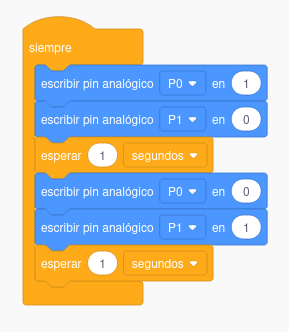 siempre
escribir pin analógico P0 en 1
escribir pin analógico P1 en 0
esperar 1 segundos
escribir pin analógico P0 en 0
escribir pin analógico P1 en 1
esperar 1 segundos